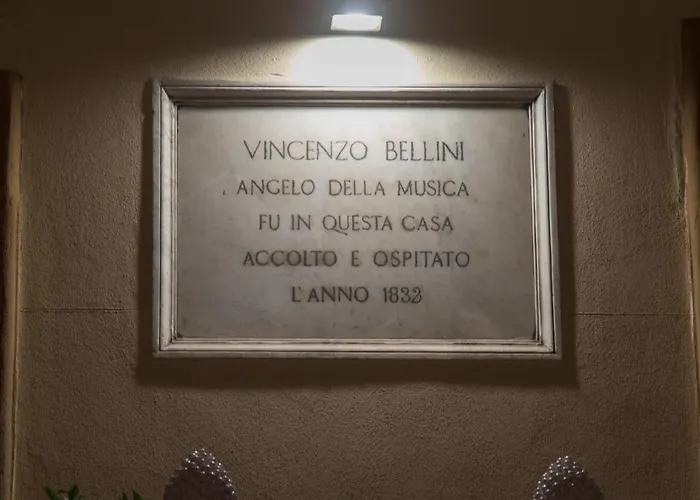 VINCENZO BELLINI
ANGELO DELLA MUSICA
FU IN QUESTA CASA
ACCOLTO E OSPITATO
L'ANNO 1832